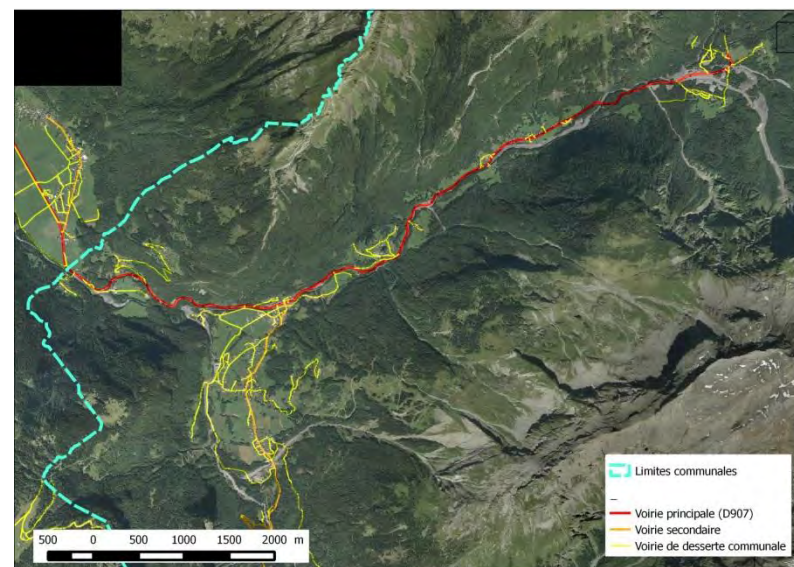 Limites communales
–
Voirie principale (D907)
Voirie secondaire
Voirie de desserte communale
500 0 500 1000 1500 2000 m